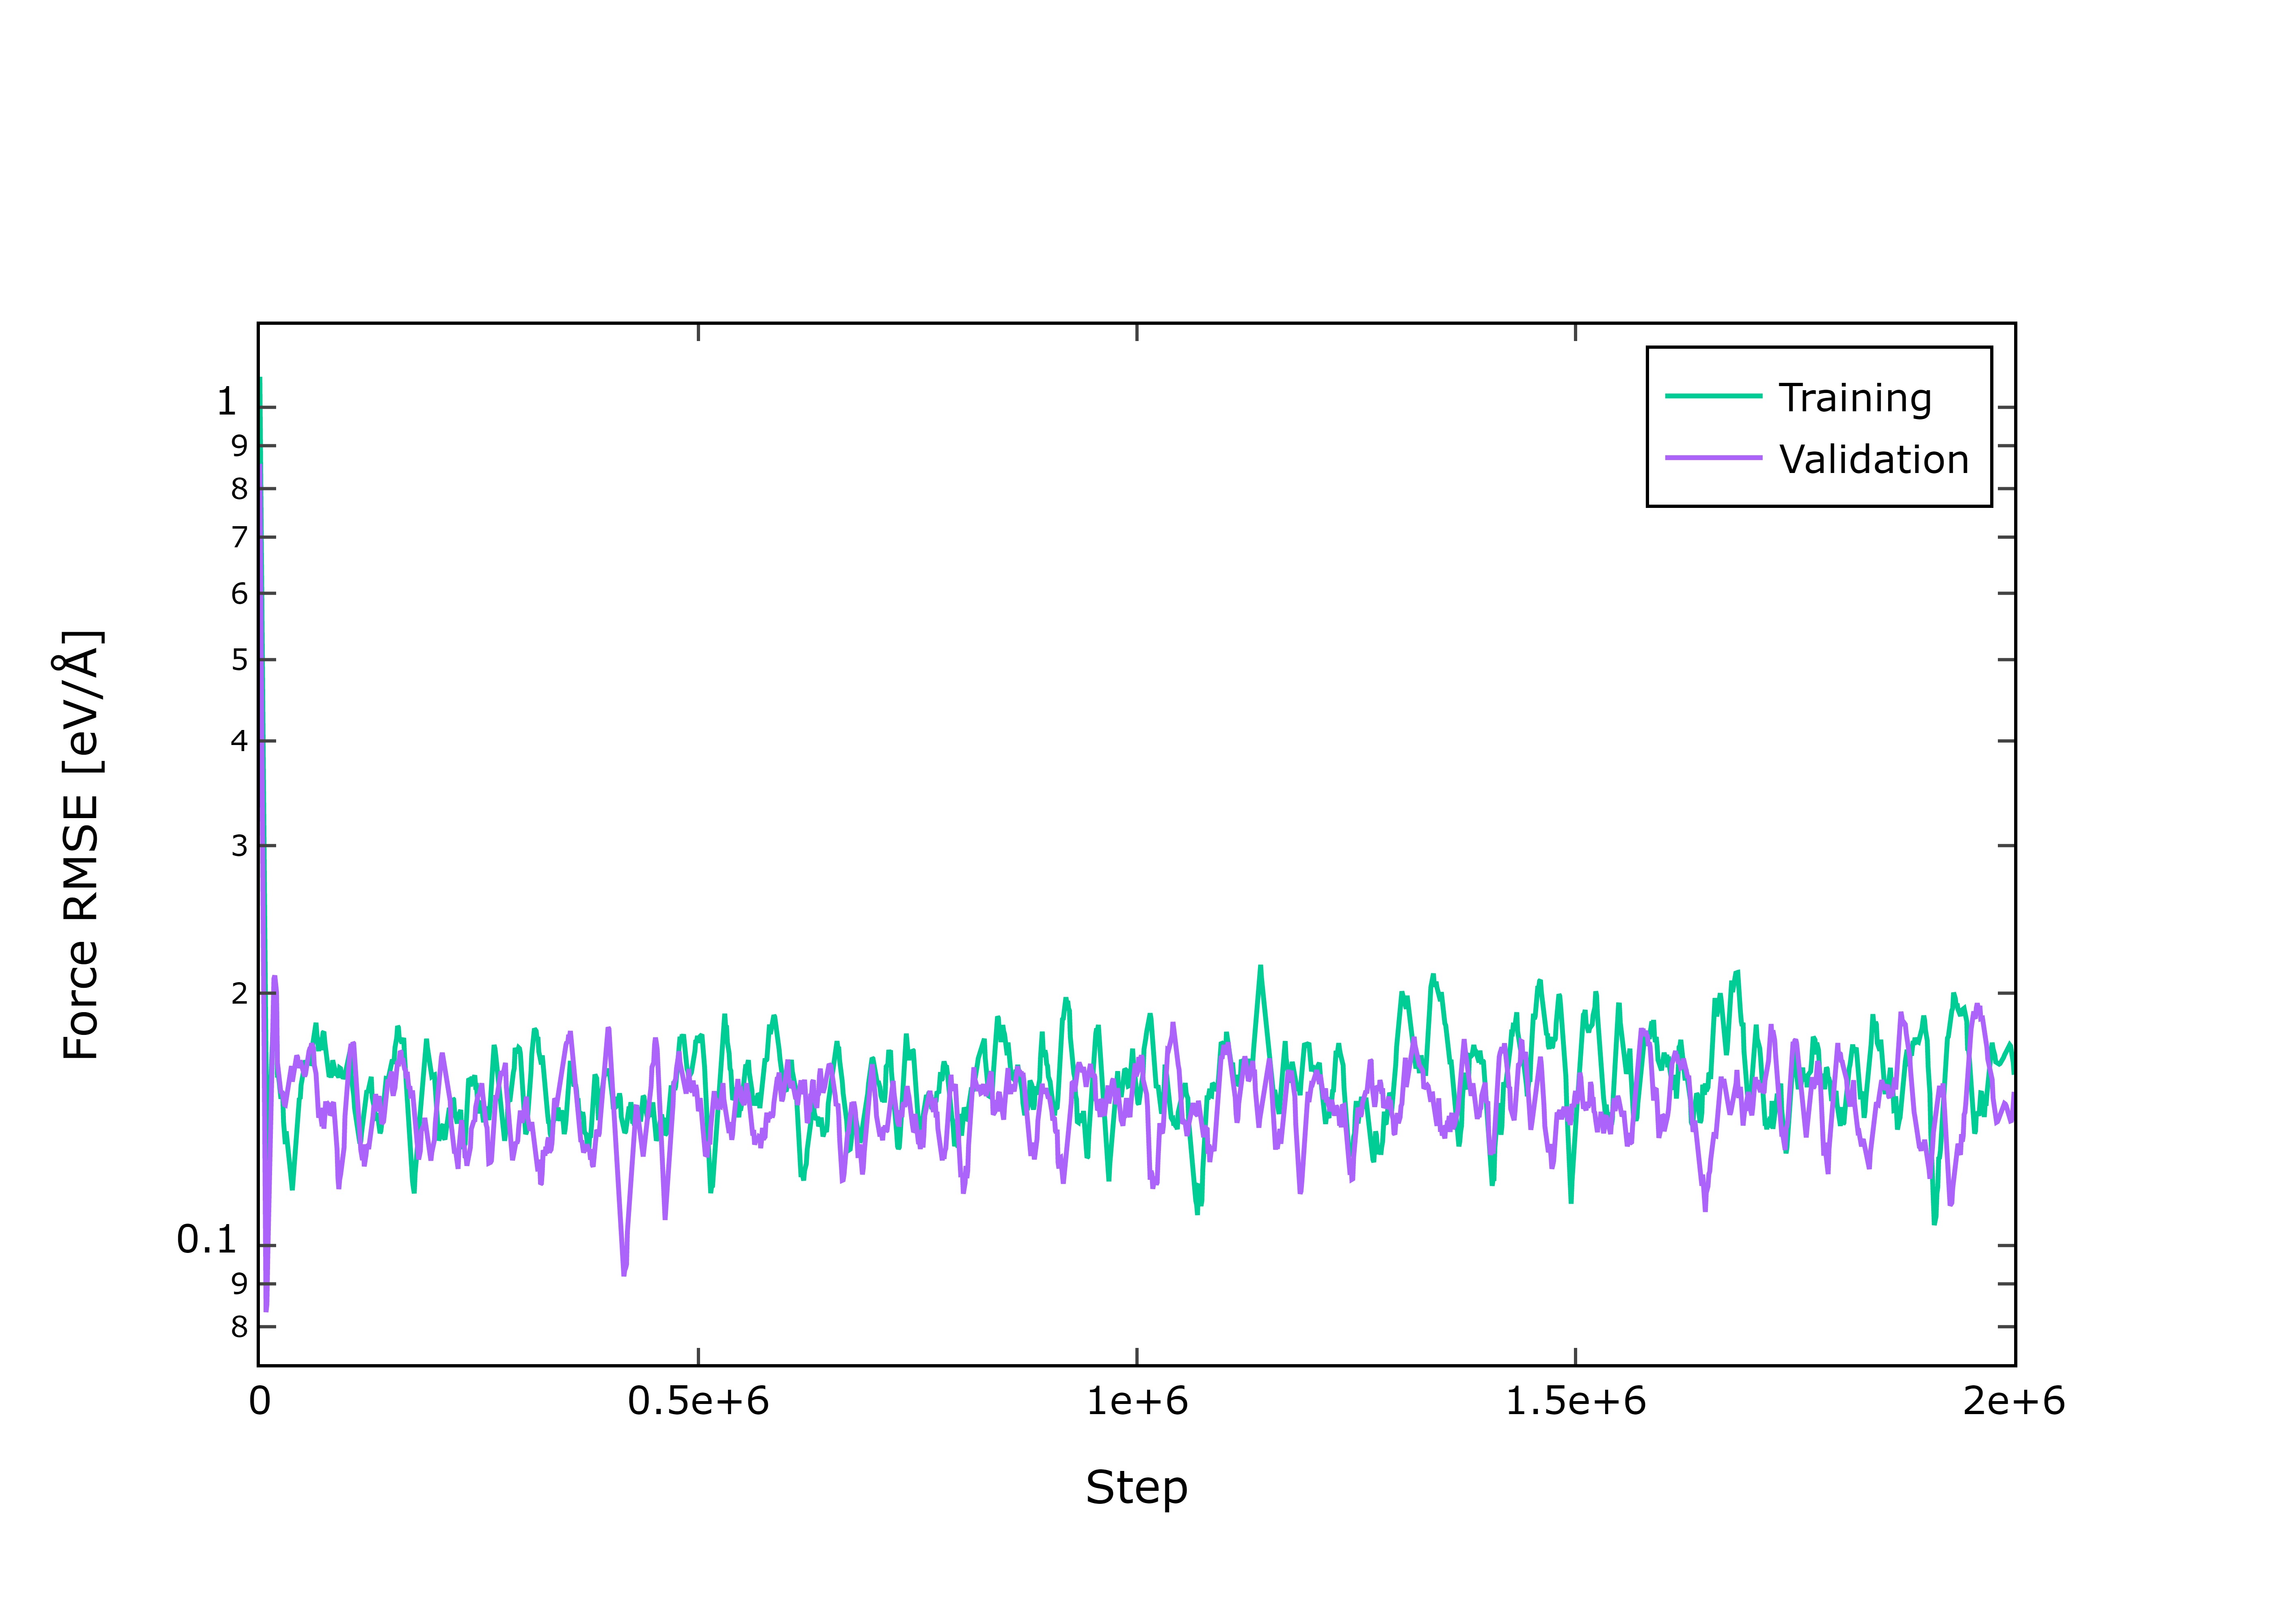 Training
Validation
Force RMSE [eV/Å]
1
9
8
7
6
5
4
3
2
0.1
9
8
0
0.5e+6
1e+6
1.5e+6
2e+6
Step